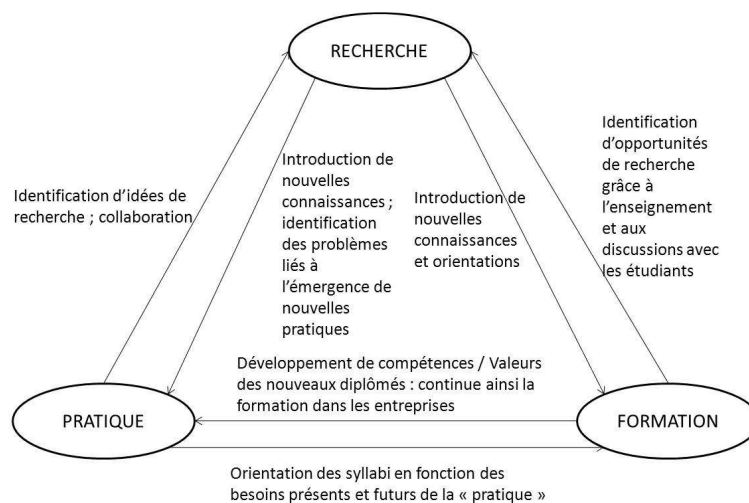 RECHERCHE
Identification d’idées de
recherche ; collaboration
Introduction de
nouvelles
connaissances ;
identification
des problèmes
liés à
l’émergence de
nouvelles
pratiques
Introduction de
nouvelles
connaissances
et orientations
Identification
d’opportunités
de recherche
grâce à
l’enseignement
et aux
discussions avec
les étudiants
Développement de compétences / Valeurs
des nouveaux diplômés : continue ainsi la
formation dans les entreprises
PRATIQUE
FORMATION
Orientation des syllabi en fonction des
besoins présents et futurs de la « pratique »